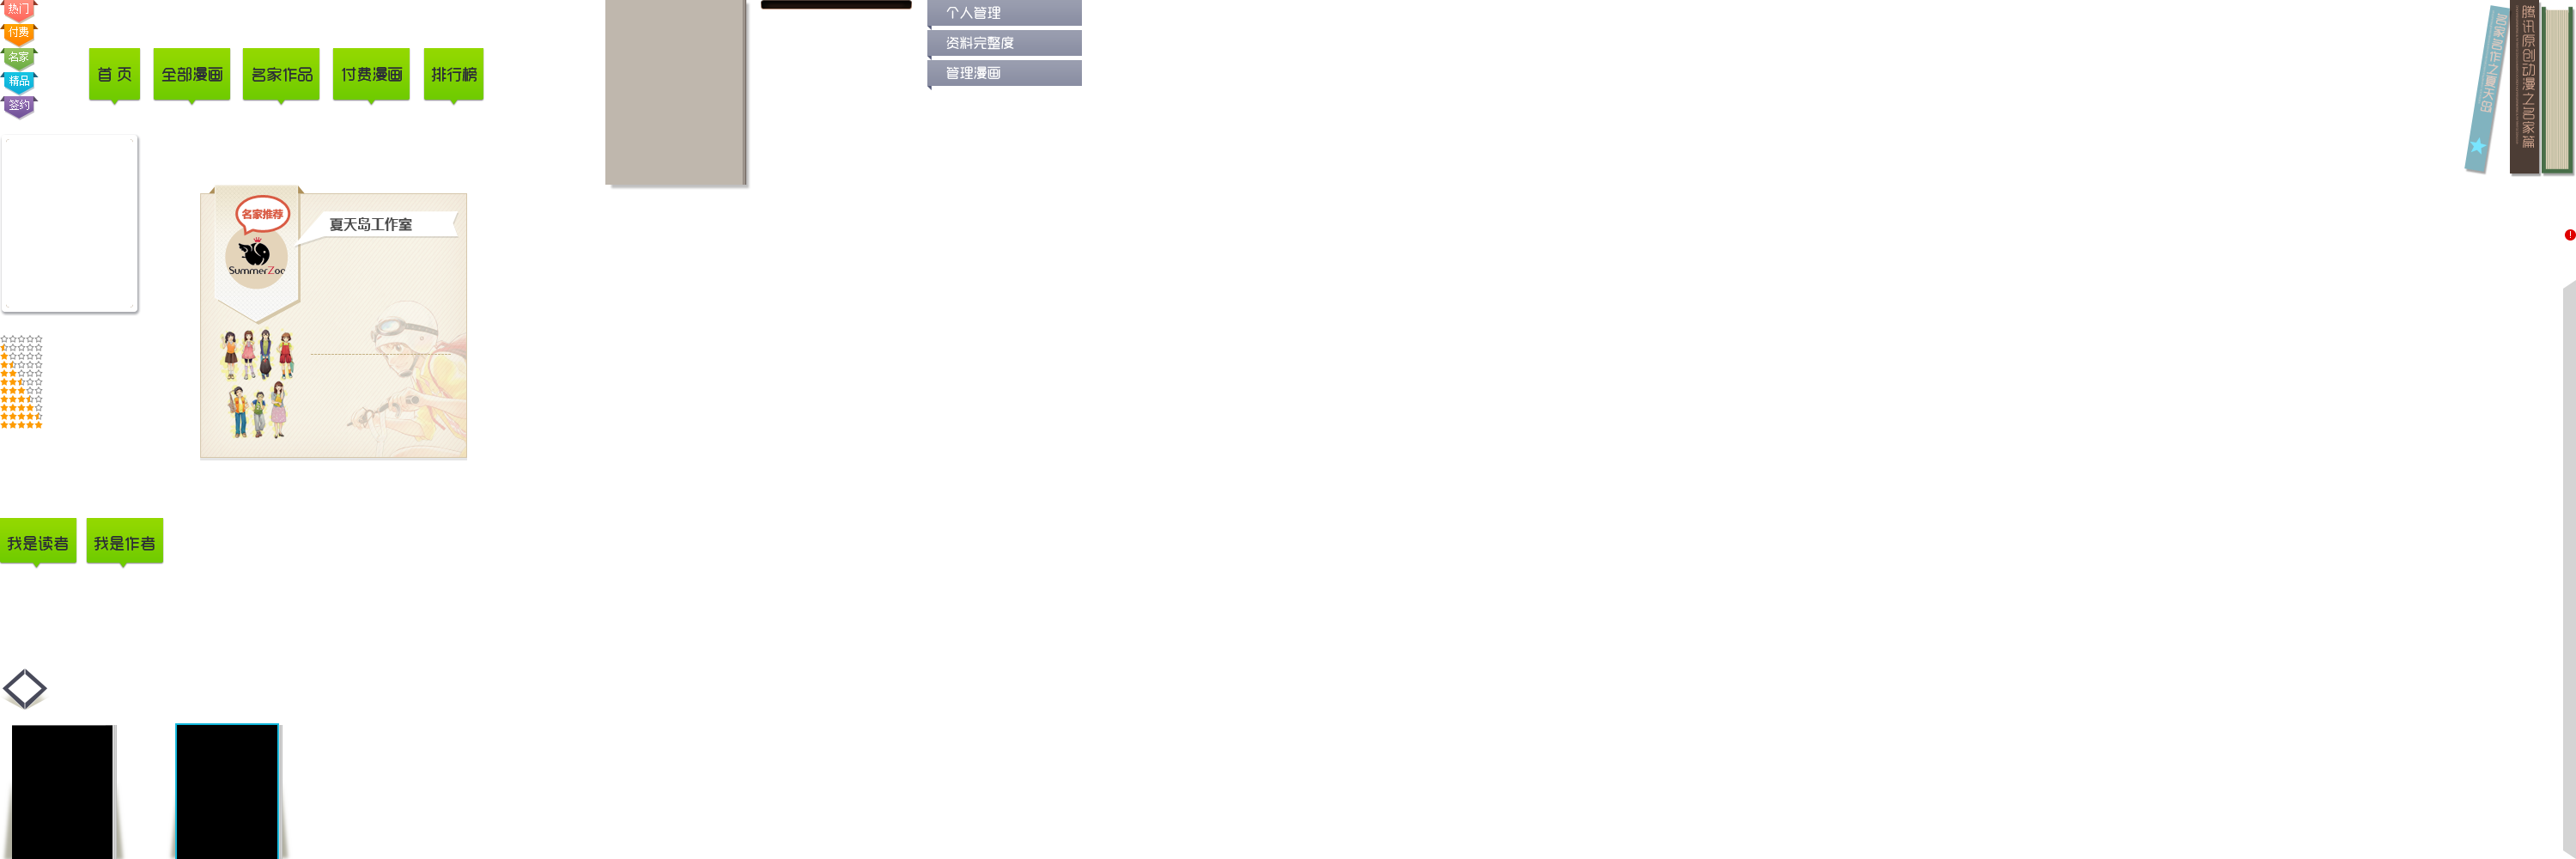 热门
付费
名家
精品
签约
首 页
全部漫画
名家作品
付费漫画
排行榜
个人管理
资料完整度
管理漫画
名家名作之夏天岛
腾讯原创动漫之名家篇
名家推荐
夏天岛工作室
SummerZoo
我是读者
我是作者